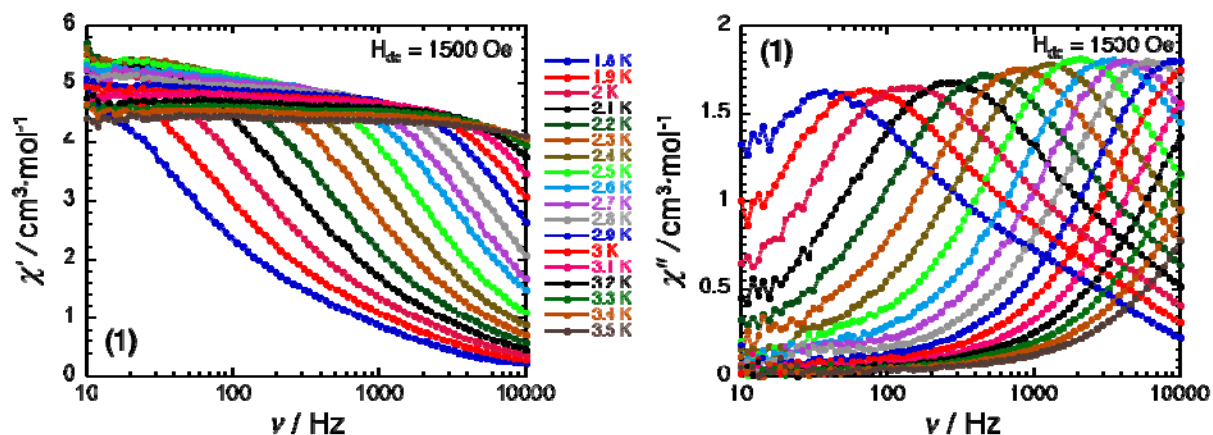 6
5
4
3
2
1
0
χ′ / cm³·mol⁻¹
H_dc = 1500 Oe
(1)
10 100 1000 10000
ν / Hz
1.8 K
1.9 K
2 K
2.1 K
2.2 K
2.3 K
2.4 K
2.5 K
2.6 K
2.7 K
2.8 K
2.9 K
3 K
3.1 K
3.2 K
3.3 K
3.4 K
3.5 K
2
1.5
1
0.5
0
χ″ / cm³·mol⁻¹
(1)
H_dc = 1500 Oe
10 100 1000 10000
ν / Hz